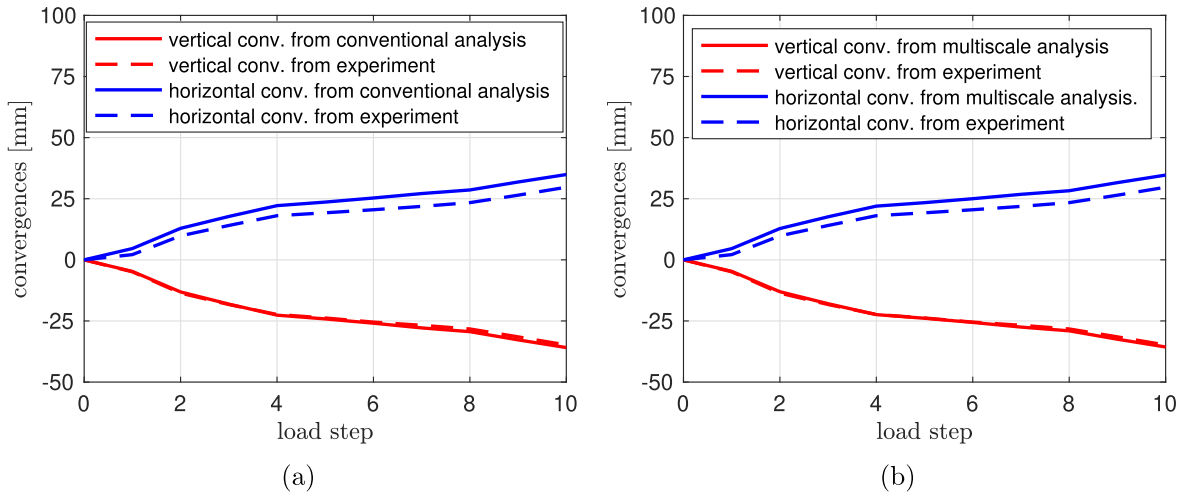 100
75
50
25
0
-25
-50
convergences [mm]
vertical conv. from conventional analysis
vertical conv. from experiment
horizontal conv. from conventional analysis
horizontal conv. from experiment
0 2 4 6 8 10
load step
(a)
100
75
50
25
0
-25
-50
convergences [mm]
vertical conv. from multiscale analysis
vertical conv. from experiment
horizontal conv. from multiscale analysis.
horizontal conv. from experiment
0 2 4 6 8 10
load step
(b)